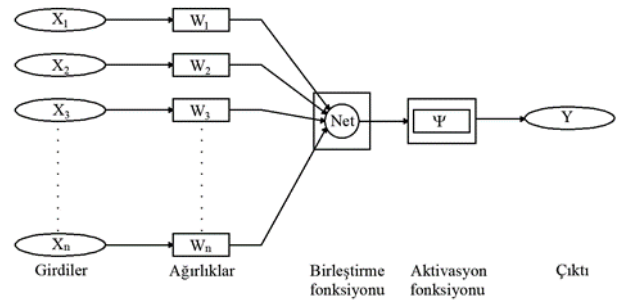 X1 W1
X2 W2
X3 W3
Net Ψ Y
Xn Wn
Girdiler Ağırlıklar Birleştirme fonksiyonu Aktivasyon fonksiyonu Çıktı